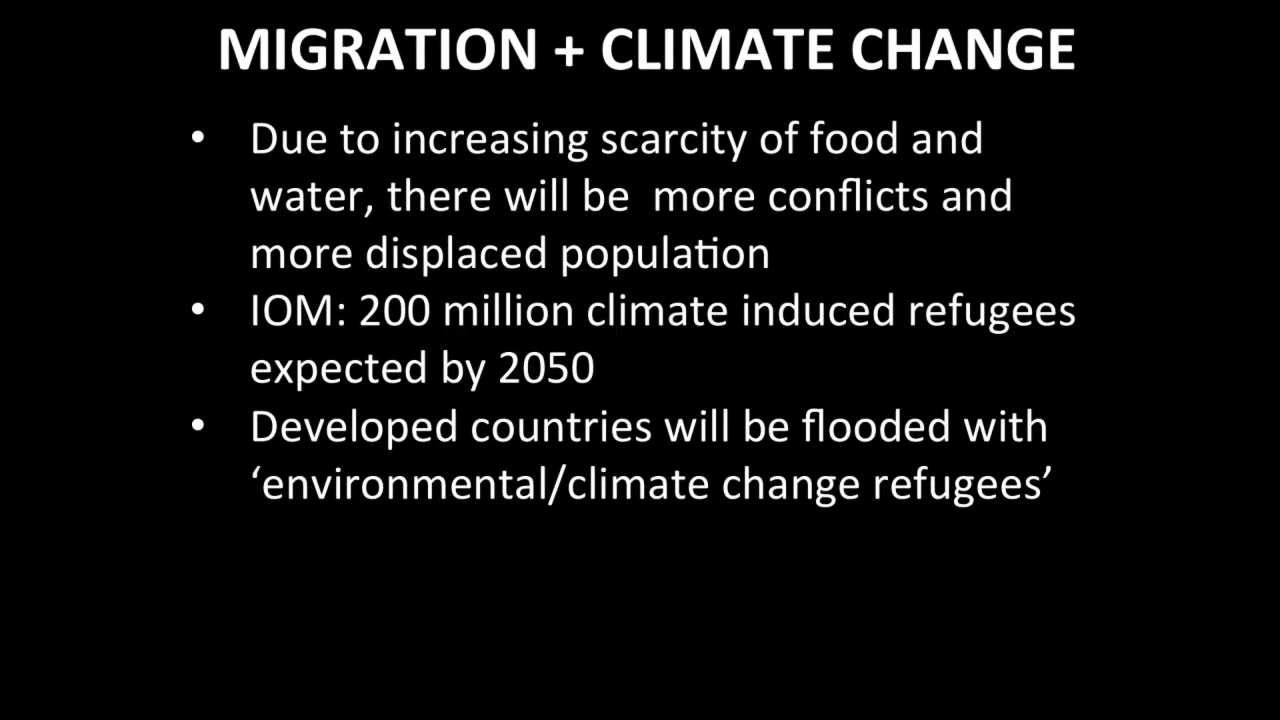 MIGRATION + CLIMATE CHANGE
• Due to increasing scarcity of food and
water, there will be  more conflicts and
more displaced population
• IOM: 200 million climate induced refugees
expected by 2050
• Developed countries will be flooded with
‘environmental/climate change refugees’